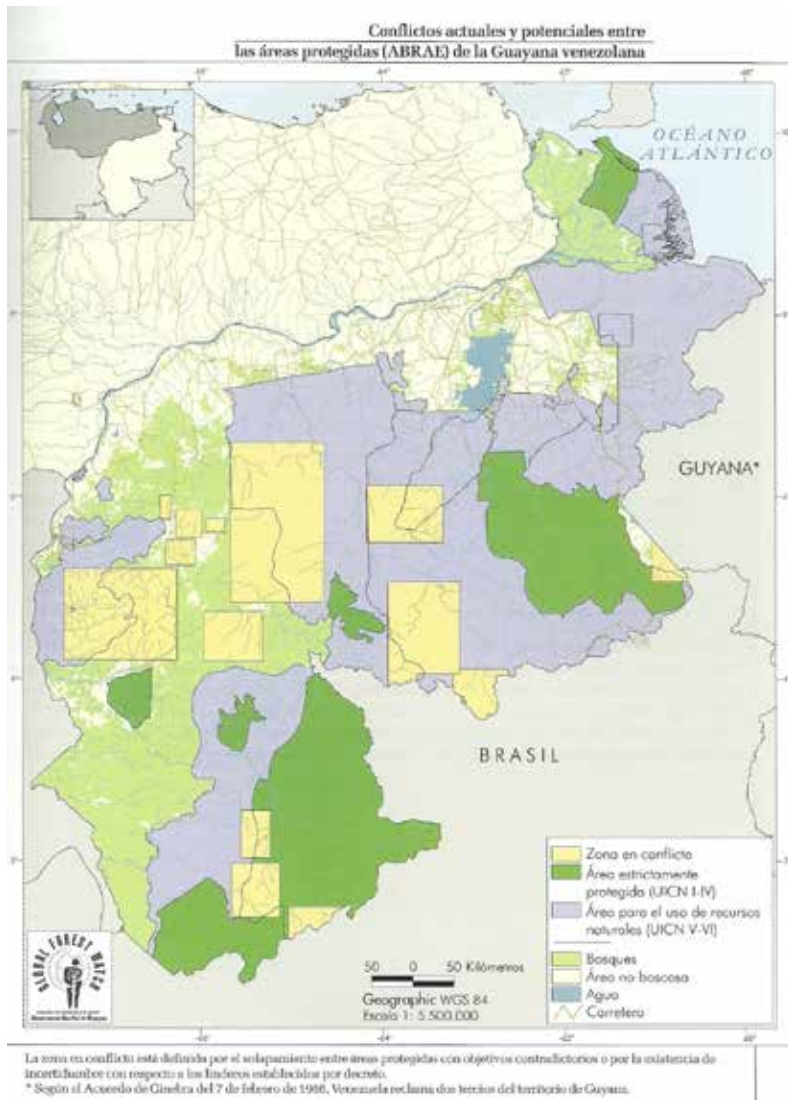 Conflictos actuales y potenciales entre
las áreas protegidas (ABRAE) de la Guayana venezolana
OCÉANO
ATLÁNTICO
GUYANA*
BRASIL
Zona en conflicto
Área estrictamente
protegida (UICN I-IV)
Área para el uso de recursos
naturales (UICN V-VI)
Bosques
Área no boscosa
Agua
Carretera
GLOBAL FOREST WATCH
50 0 50 Kilómetros
Geographic WGS 84
Escala 1: 5.500.000
La zona en conflicto está definida por el solapamiento entre áreas protegidas con objetivos contradictorios o por la existencia de
incertidumbre con respecto a los linderos establecidos por decreto.
* Según el Acuerdo de Ginebra del 7 de febrero de 1966, Venezuela reclama dos tercios del territorio de Guyana.